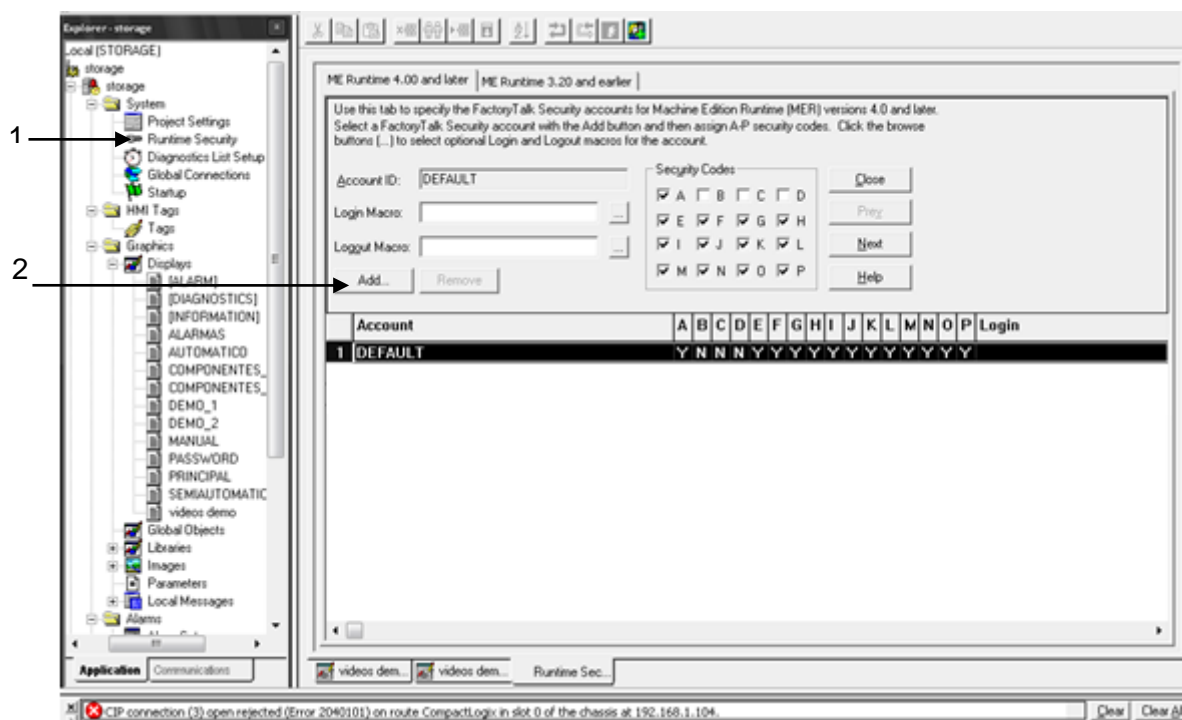 Explorer - storage
Local (STORAGE)
storage
storage
System
Project Settings
1
Runtime Security
Diagnostics List Setup
Global Connections
Startup
HMI Tags
Tags
Graphics
2
Displays
[ALARM]
[DIAGNOSTICS]
[INFORMATION]
ALARMAS
AUTOMATICO
COMPONENTES_
COMPONENTES_
DEMO_1
DEMO_2
MANUAL
PASSWORD
PRINCIPAL
SEMIAUTOMATIC
videos demo
Global Objects
Libraries
Images
Parameters
Local Messages
Alarms
Application Communications
ME Runtime 4.00 and later ME Runtime 3.20 and earlier
Use this tab to specify the FactoryTalk Security accounts for Machine Edition Runtime (MER) versions 4.0 and later.
Select a FactoryTalk Security account with the Add button and then assign A-P security codes. Click the browse
buttons (...) to select optional Login and Logout macros for the account.
Account ID: DEFAULT
Login Macro: ...
Logout Macro: ...
Add... Remove
Security Codes
A B C D
E F G H
I J K L
M N O P
Close
Prev
Next
Help
Account A B C D E F G H I J K L M N O P Login
1 DEFAULT Y N N N Y Y Y Y Y Y Y Y Y Y Y Y
videos dem... videos dem... Runtime Sec...
CIP connection (3) open rejected (Error 2040101) on route CompactLogix in slot 0 of the chassis at 192.168.1.104.
Clear Clear Al